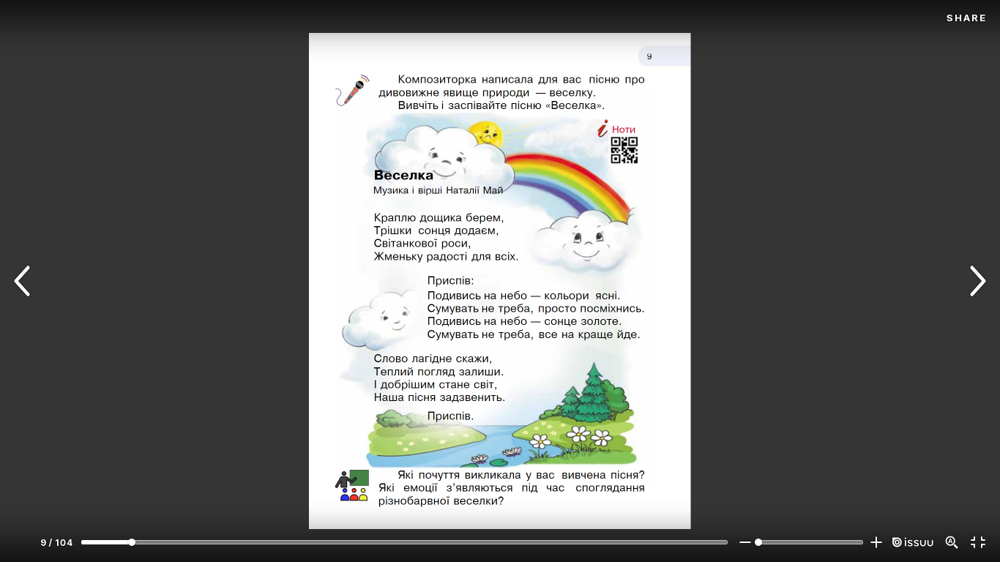 SHARE
9
Композиторка написала для вас пісню про
дивовижне явище природи — веселку.
Вивчіть і заспівайте пісню «Веселка».
i Ноти
Веселка
Музика і вірші Наталії Май
Краплю дощика берем,
Трішки сонця додаєм,
Світанкової роси,
Жменьку радості для всіх.
Приспів:
Подивись на небо — кольори ясні.
Сумувать не треба, просто посміхнись.
Подивись на небо — сонце золоте.
Сумувать не треба, все на краще йде.
Слово лагідне скажи,
Теплий погляд залиши.
І добрішим стане світ,
Наша пісня задзвенить.
Приспів.
Які почуття викликала у вас вивчена пісня?
Які емоції з’являються під час споглядання
різнобарвної веселки?
9 / 104
issuu